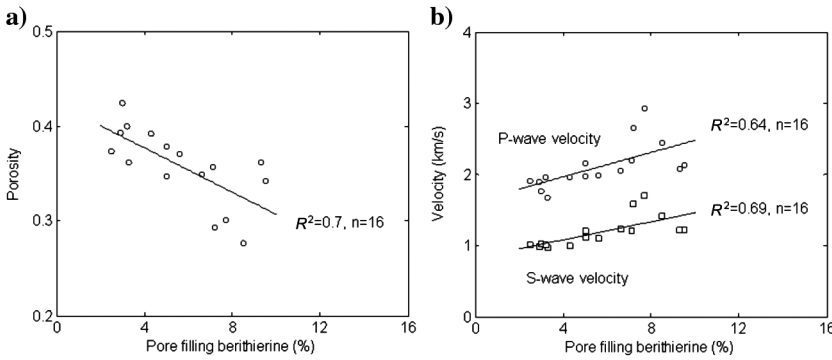 a)
0.5
0.4
0.3
0.2
Porosity
R²=0.7, n=16
0 4 8 12 16
Pore filling berithierine (%)
b)
4
3
2
1
0
Velocity (km/s)
P-wave velocity
R²=0.64, n=16
R²=0.69, n=16
S-wave velocity
0 4 8 12 16
Pore filling berithierine (%)